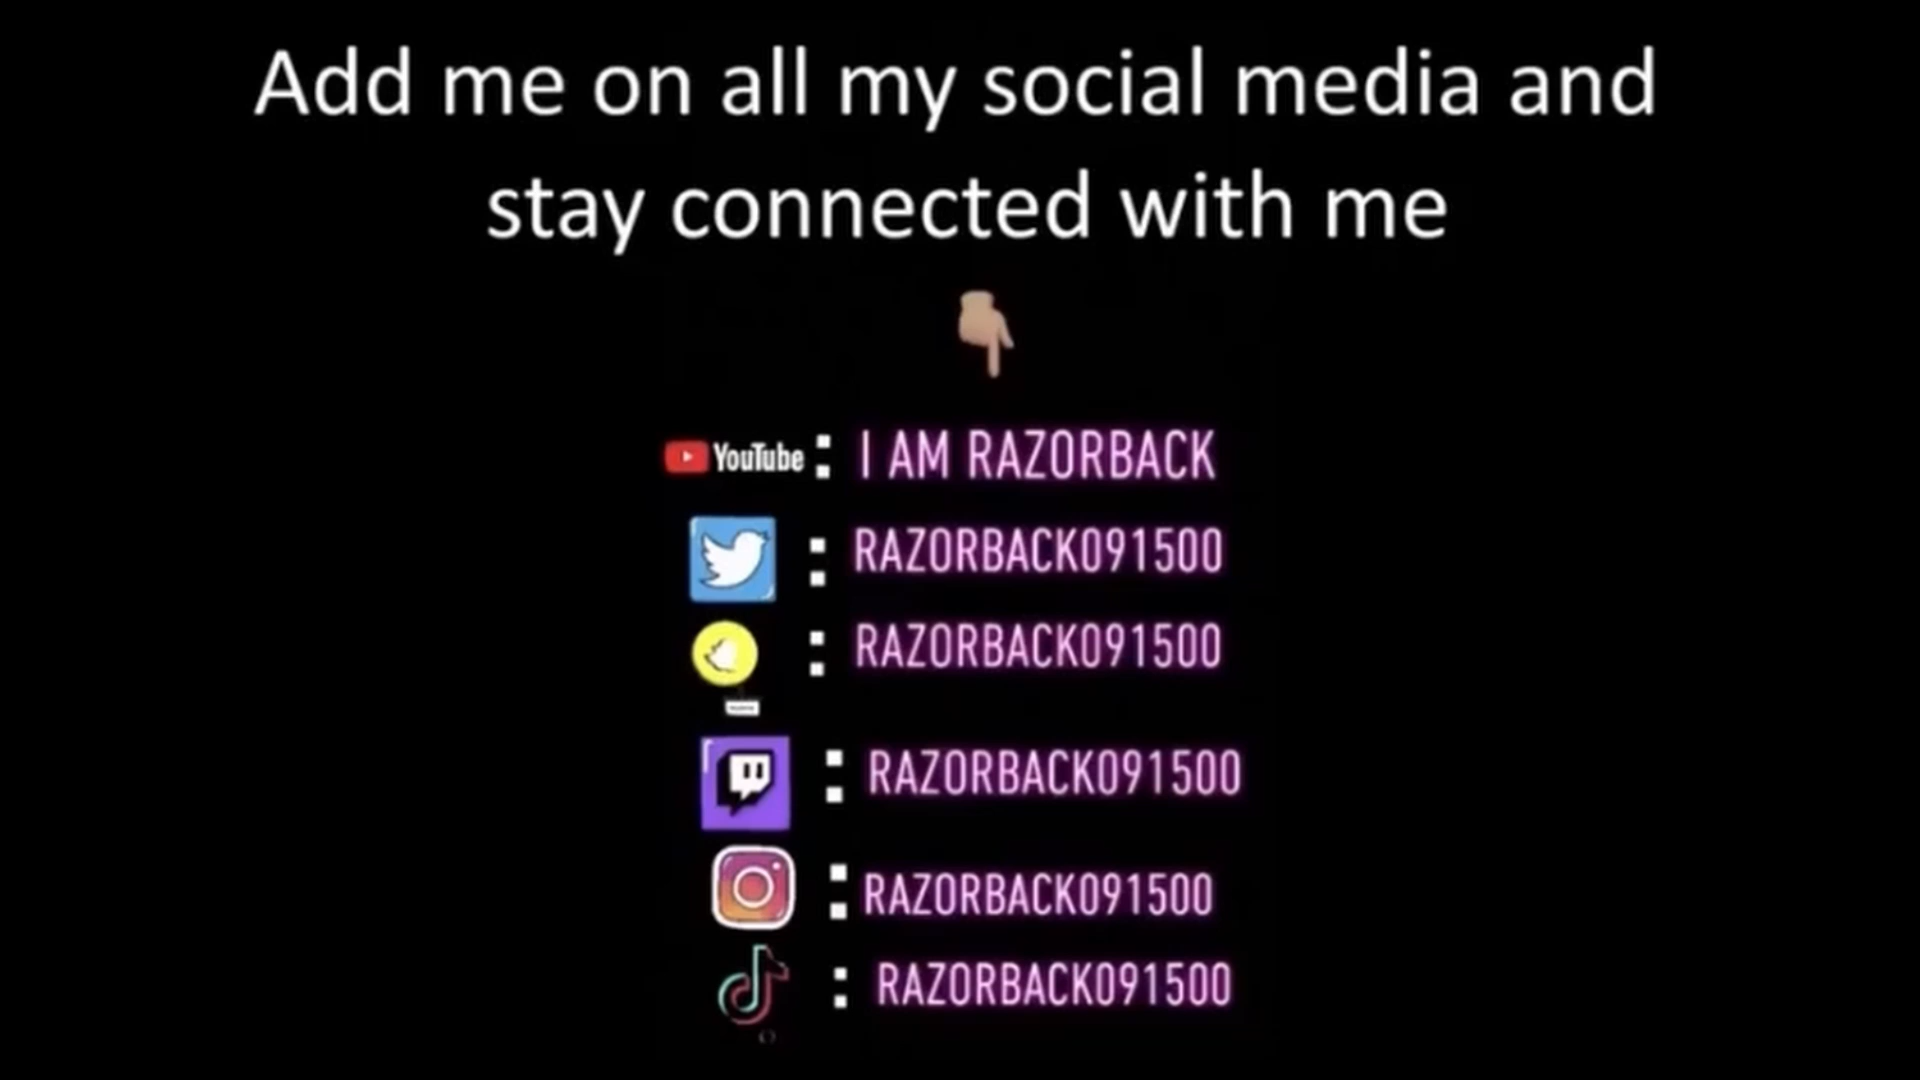 Add me on all my social media and
stay connected with me
YouTube : I AM RAZORBACK
: RAZORBACK091500
: RAZORBACK091500
: RAZORBACK091500
: RAZORBACK091500
: RAZORBACK091500